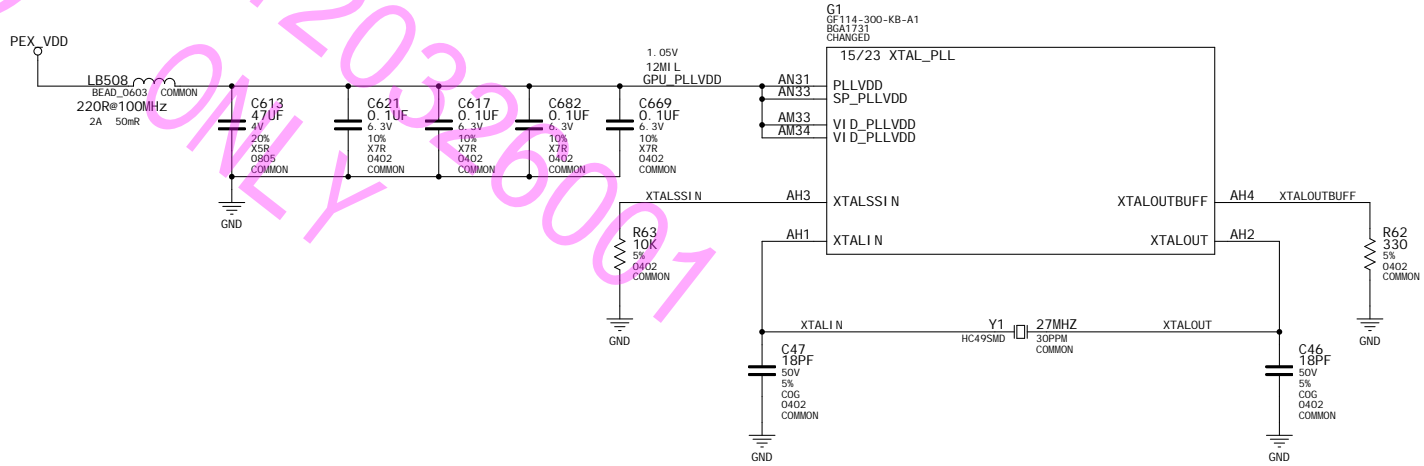 PEX_VDD
LB508
BEAD_0603 COMMON
220R@100MHz
2A 50mR
C613
47UF
4V
20%
X5R
0805
COMMON
C621
0.1UF
6.3V
10%
X7R
0402
COMMON
C617
0.1UF
6.3V
10%
X7R
0402
COMMON
C682
0.1UF
6.3V
10%
X7R
0402
COMMON
C669
0.1UF
6.3V
10%
X7R
0402
COMMON
GND
1.05V
12MIL
GPU_PLLVDD
G1
GF114-300-KB-A1
BGA1731
CHANGED
15/23 XTAL_PLL
AN31 PLLVDD
AN33 SP_PLLVDD
AM33 VID_PLLVDD
AM34 VID_PLLVDD
XTALSSIN AH3 XTALSSIN
XTALOUTBUFF AH4 XTALOUTBUFF
AH1 XTALIN
XTALOUT AH2
R63
10K
5%
0402
COMMON
GND
R62
330
5%
0402
COMMON
GND
XTALIN
Y1
HC49SMD
27MHZ
30PPM
COMMON
XTALOUT
C47
18PF
50V
5%
COG
0402
COMMON
GND
C46
18PF
50V
5%
COG
0402
COMMON
GND
1203326001
ONLY